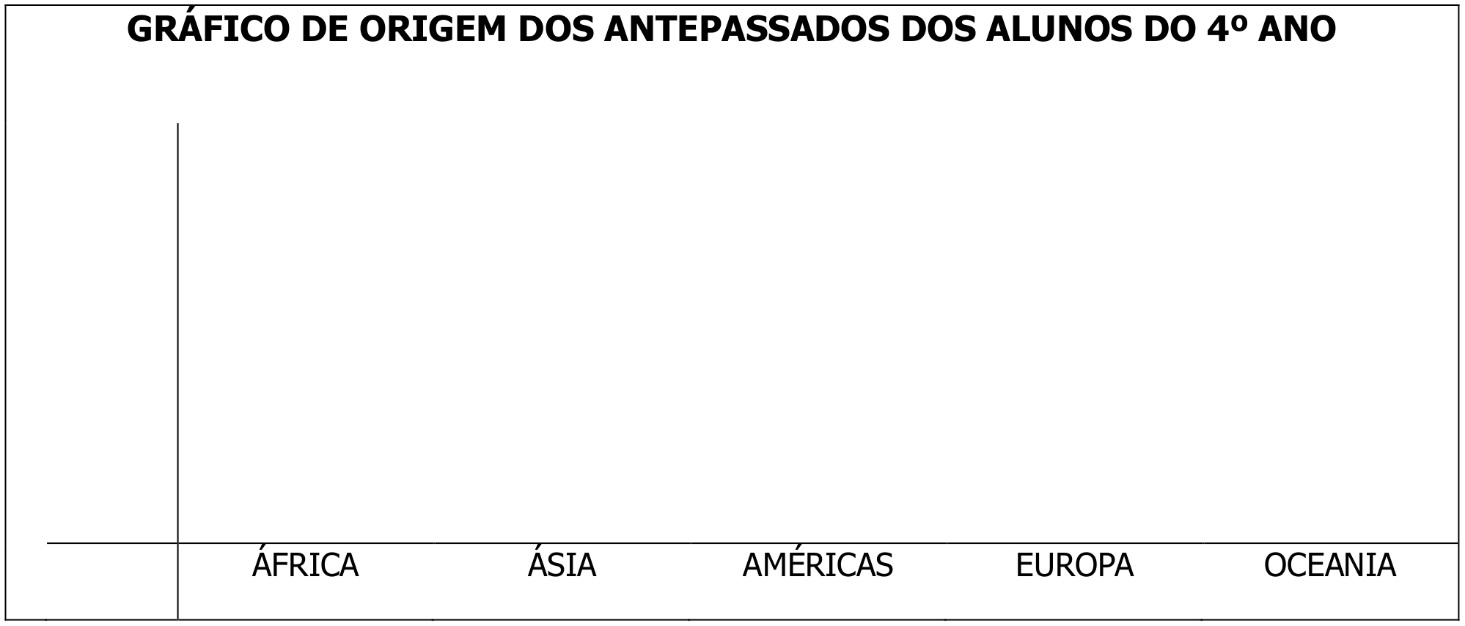 GRÁFICO DE ORIGEM DOS ANTEPASSADOS DOS ALUNOS DO 4º ANO
ÁFRICA ÁSIA AMÉRICAS EUROPA OCEANIA